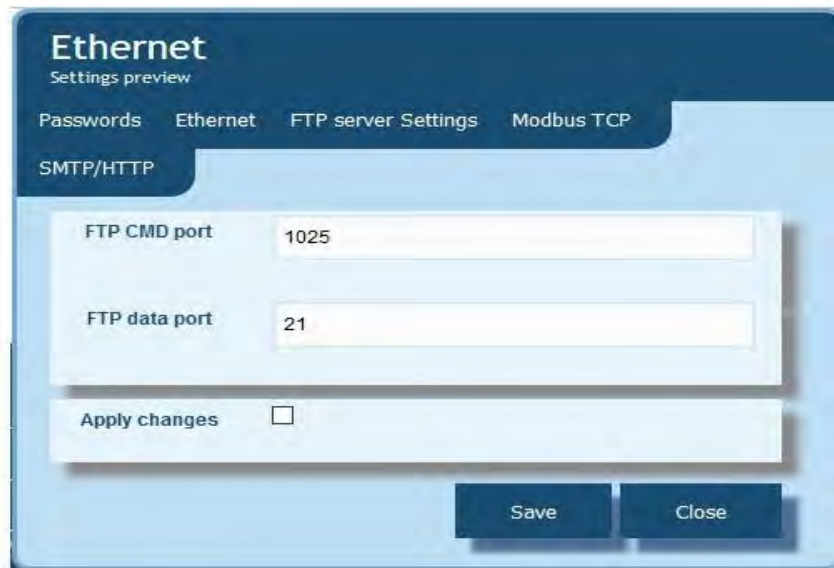 Ethernet
Settings preview
Passwords Ethernet FTP server Settings Modbus TCP
SMTP/HTTP
FTP CMD port 1025
FTP data port 21
Apply changes
Save Close